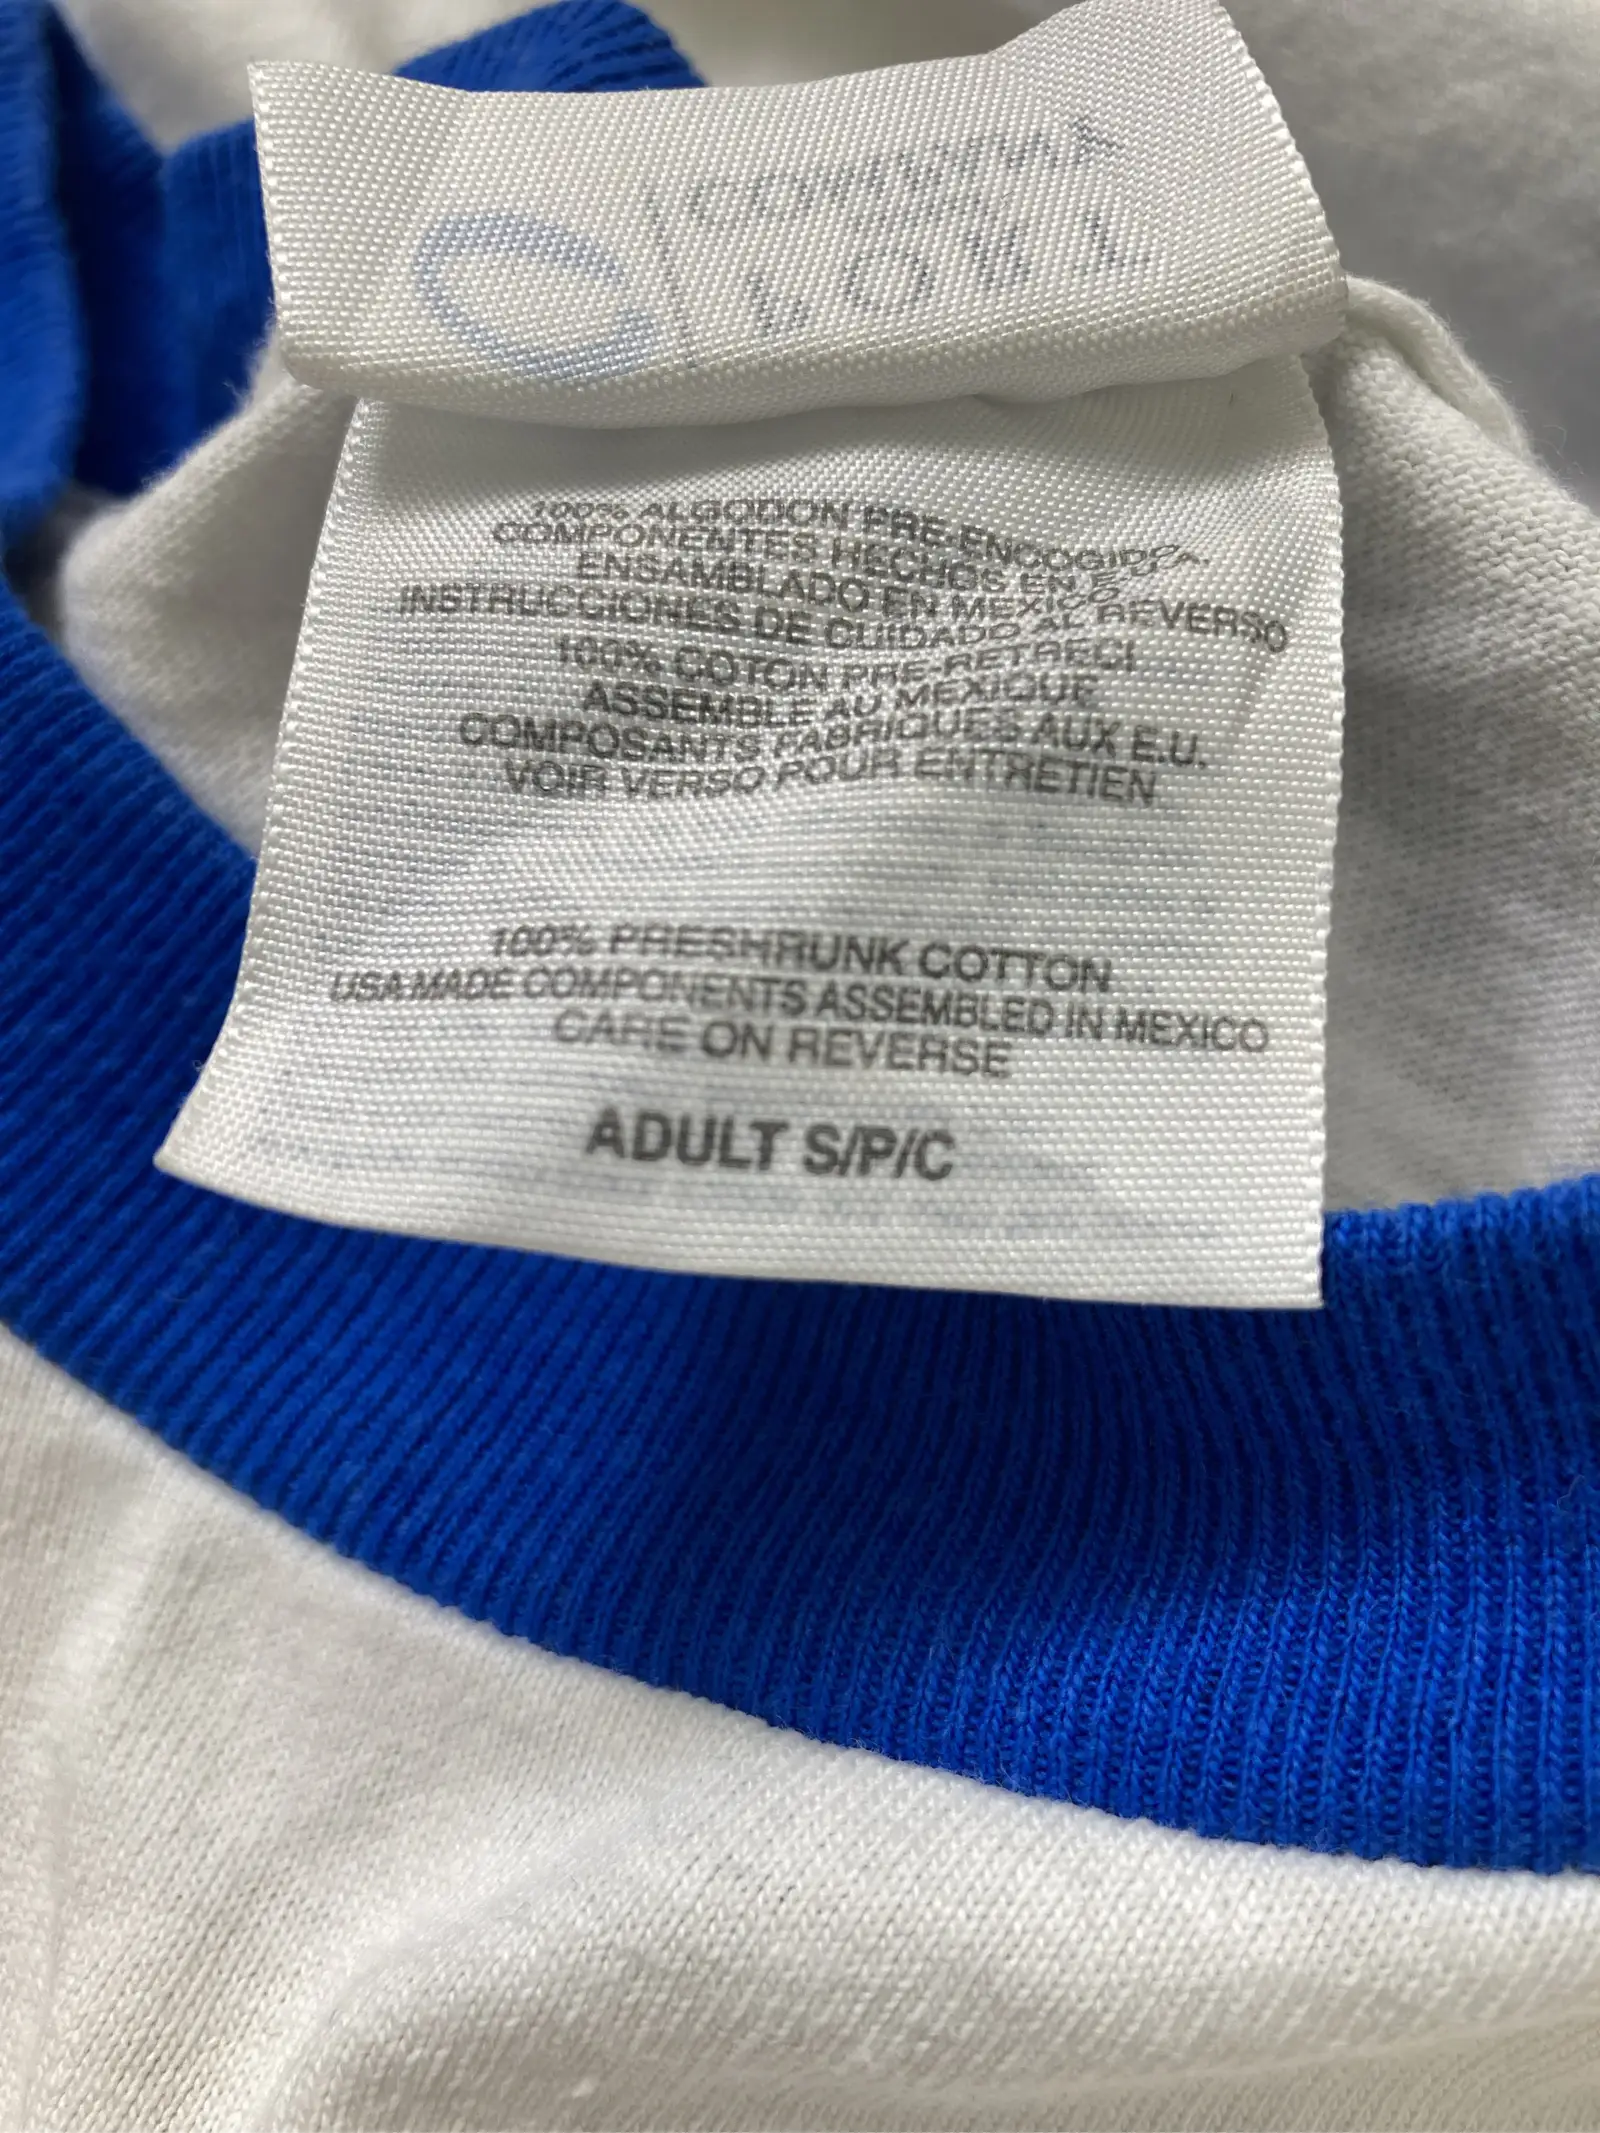 100% ALGODON PRE-ENCOGIDO
COMPONENTES HECHOS EN E.U.
ENSAMBLADO EN MEXICO
INSTRUCCIONES DE CUIDADO AL REVERSO
100% COTON PRE-RETRECI
ASSEMBLE AU MEXIQUE
COMPOSANTS FABRIQUES AUX E.U.
VOIR VERSO POUR ENTRETIEN
100% PRESHRUNK COTTON
USA MADE COMPONENTS ASSEMBLED IN MEXICO
CARE ON REVERSE
ADULT S/P/C